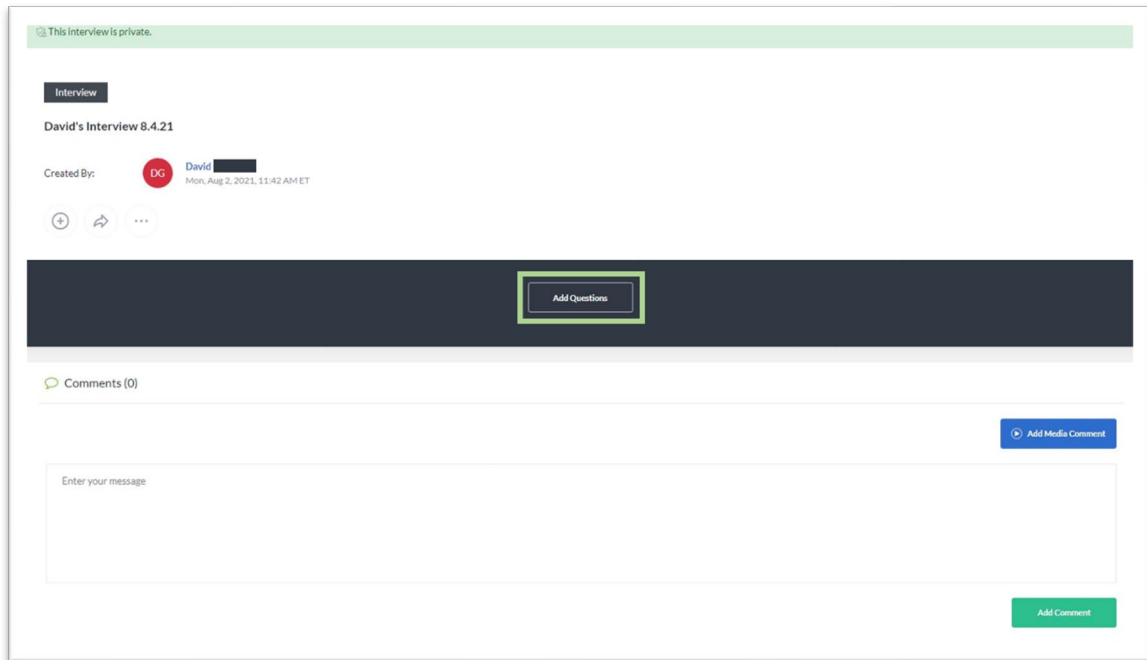 This interview is private.
Interview
David's Interview 8.4.21
Created By:
DG
David
Mon, Aug 2, 2021, 11:42 AM ET
Add Questions
Comments (0)
Add Media Comment
Enter your message
Add Comment